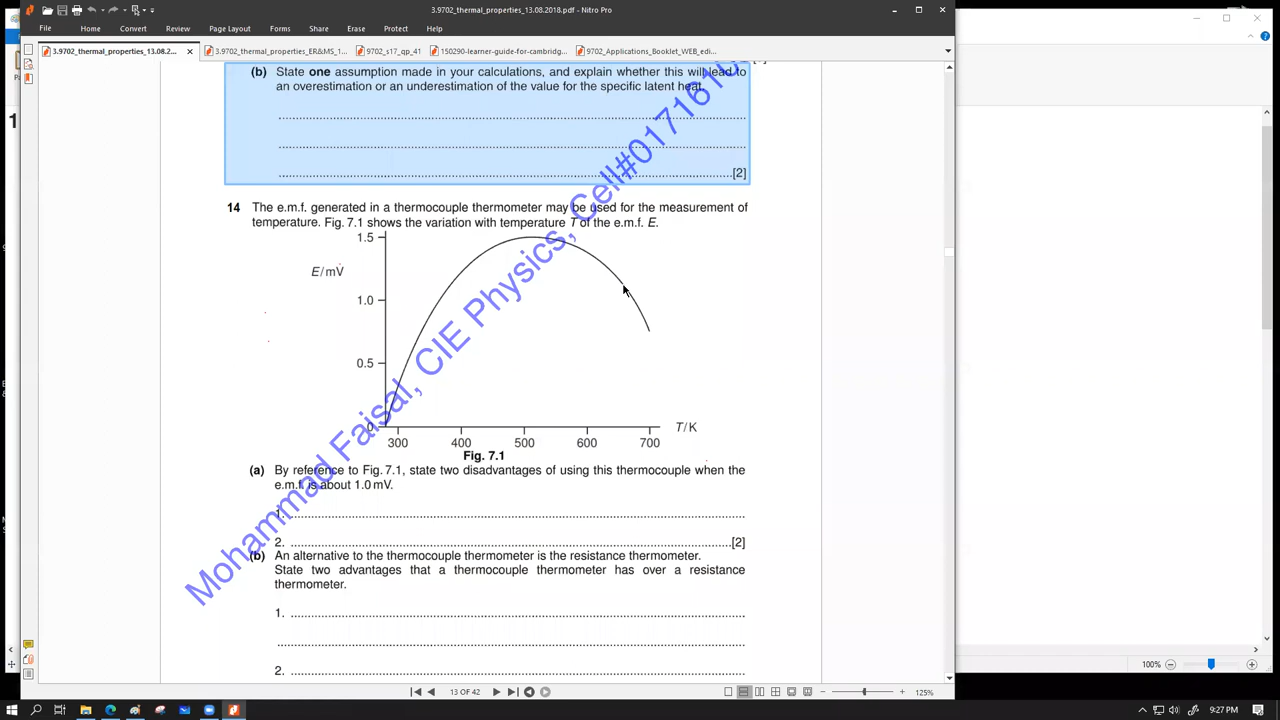 3.9702_thermal_properties_13.08.2018.pdf - Nitro Pro
File Home Convert Review Page Layout Forms Share Erase Protect Help
3.9702_thermal_properties_13.08.2... 3.9702_thermal_properties_ER&MS_1... 9702_s17_qp_41 150290-learner-guide-for-cambridg... 9702_Applications_Booklet_WEB_edi...
(b) State one assumption made in your calculations, and explain whether this will lead to
an overestimation or an underestimation of the value for the specific latent heat.
[2]
14 The e.m.f. generated in a thermocouple thermometer may be used for the measurement of
temperature. Fig. 7.1 shows the variation with temperature T of the e.m.f. E.
1.5
E/mV
1.0
0.5
0
T/K
300 400 500 600 700
Fig. 7.1
(a) By reference to Fig. 7.1, state two disadvantages of using this thermocouple when the
e.m.f. is about 1.0 mV.
1.
2. [2]
(b) An alternative to the thermocouple thermometer is the resistance thermometer.
State two advantages that a thermocouple thermometer has over a resistance
thermometer.
1.
2.
Mohammad Faisal, CIE Physics, Cell#0171610
1
13 OF 42
125%
100%
9:27 PM